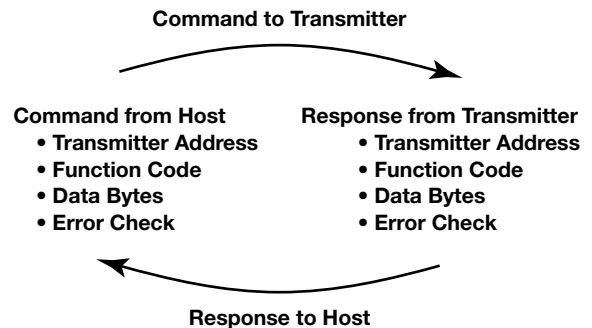 Command to Transmitter
Command from Host
• Transmitter Address
• Function Code
• Data Bytes
• Error Check
Response from Transmitter
• Transmitter Address
• Function Code
• Data Bytes
• Error Check
Response to Host